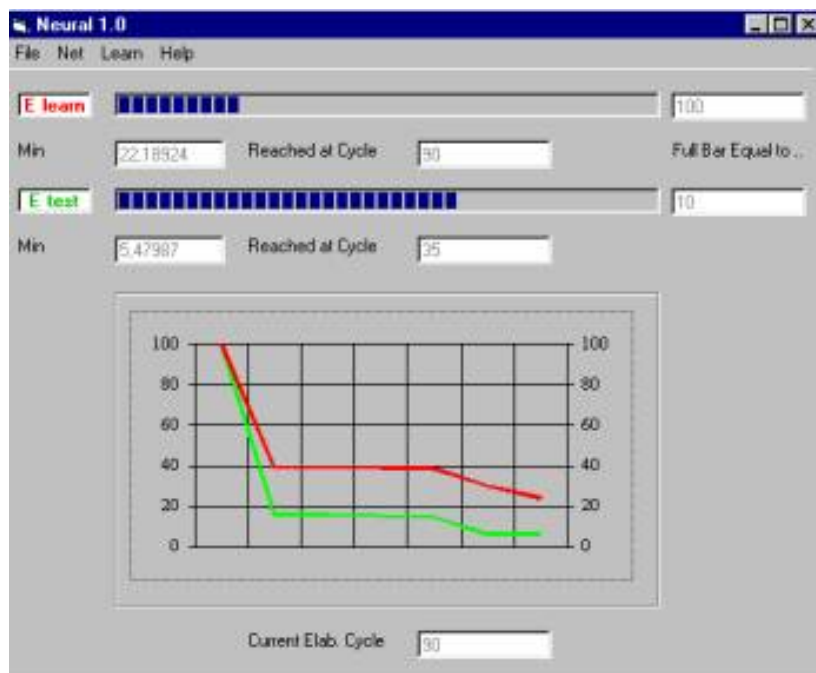 Neural 1.0
File Net Learn Help
E learn 100
Min 22,18924 Reached at Cycle 90 Full Bar Equal to ..
E test 10
Min 5,47987 Reached at Cycle 35
100 100
80 80
60 60
40 40
20 20
0 0
Current Elab. Cycle 90